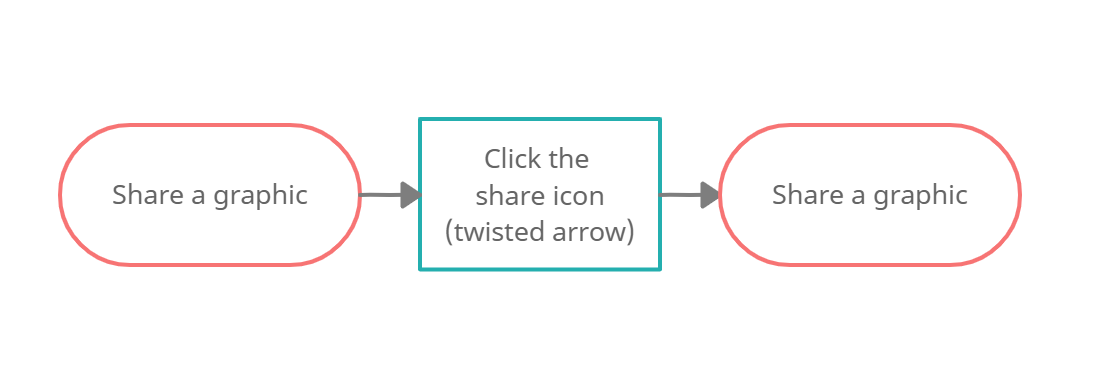 Share a graphic
Click the
share icon
(twisted arrow)
Share a graphic